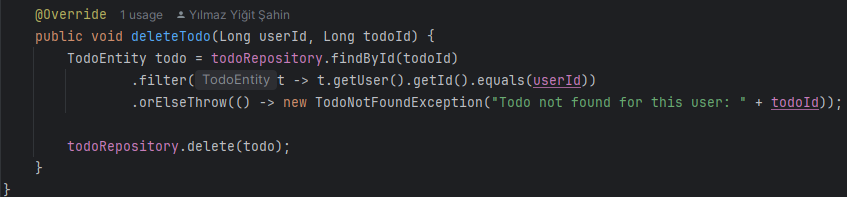 @Override 1 usage Yılmaz Yiğit Şahin
public void deleteTodo(Long userId, Long todoId) {
TodoEntity todo = todoRepository.findById(todoId)
.filter( TodoEntity t -> t.getUser().getId().equals(userId))
.orElseThrow(() -> new TodoNotFoundException("Todo not found for this user: " + todoId));
todoRepository.delete(todo);
}
}